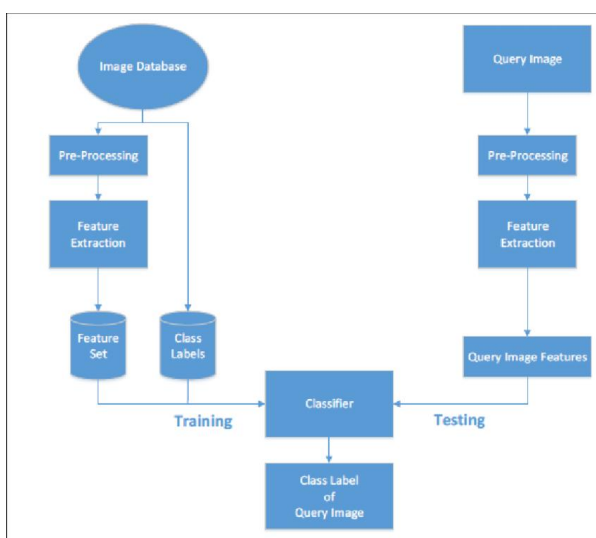 Image Database
Query Image
Pre-Processing
Pre-Processing
Feature
Extraction
Feature
Extraction
Feature
Set
Class
Labels
Query Image Features
Classifier
Training
Testing
Class Label
of
Query Image